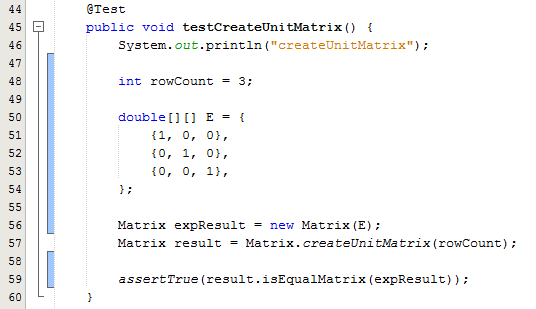 44 @Test
45 public void testCreateUnitMatrix() {
46 System.out.println("createUnitMatrix");
47
48 int rowCount = 3;
49
50 double[][] E = {
51 {1, 0, 0},
52 {0, 1, 0},
53 {0, 0, 1},
54 };
55
56 Matrix expResult = new Matrix(E);
57 Matrix result = Matrix.createUnitMatrix(rowCount);
58
59 assertTrue(result.isEqualMatrix(expResult));
60 }